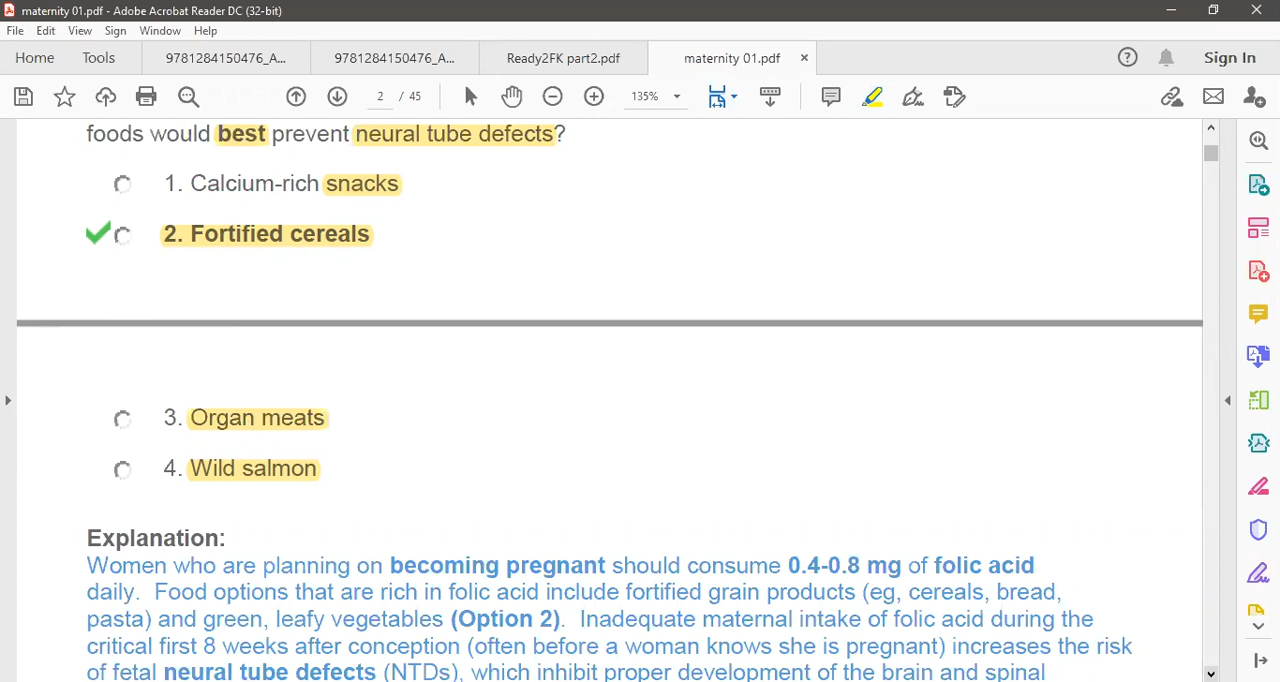 maternity 01.pdf - Adobe Acrobat Reader DC (32-bit)
File Edit View Sign Window Help
Home Tools 9781284150476_A... 9781284150476_A... Ready2FK part2.pdf maternity 01.pdf × Sign In
2 / 45 135%
foods would best prevent neural tube defects?
1. Calcium-rich snacks
2. Fortified cereals
3. Organ meats
4. Wild salmon
Explanation:
Women who are planning on becoming pregnant should consume 0.4-0.8 mg of folic acid
daily. Food options that are rich in folic acid include fortified grain products (eg, cereals, bread,
pasta) and green, leafy vegetables (Option 2). Inadequate maternal intake of folic acid during the
critical first 8 weeks after conception (often before a woman knows she is pregnant) increases the risk
of fetal neural tube defects (NTDs), which inhibit proper development of the brain and spinal